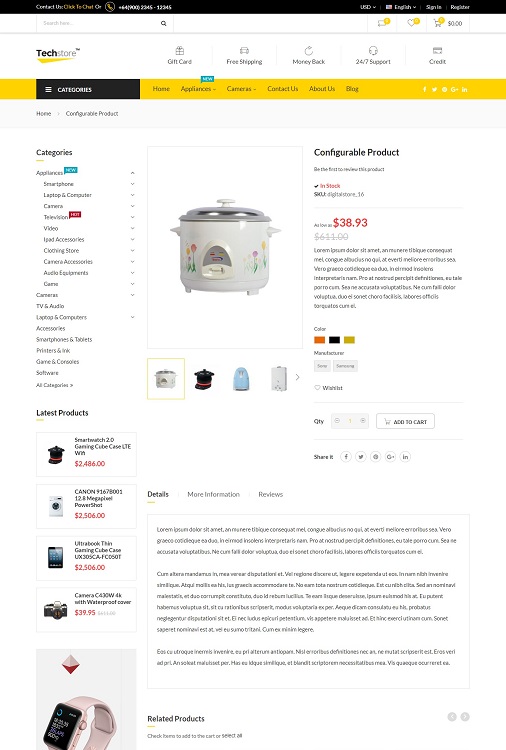 Contact Us: Click To Chat Or +64(900) 2345 - 12345
USD English Sign In Register
Search here ...
$0.00
Techstore™
Gift Card
Free Shipping
Money Back
24/7 Support
Credit
CATEGORIES
NEW
Home Appliances Cameras Contact Us About Us Blog
Home Configurable Product
Categories
Appliances NEW
Smartphone
Laptop & Computer
Camera
Television HOT
Video
Ipad Accessories
Clothing Store
Camera Accessories
Audio Equipments
Game
Cameras
TV & Audio
Laptop & Computers
Accessories
Smartphones & Tablets
Printers & Ink
Game & Consoles
Software
All Categories »
Latest Products
Smartwatch 2.0
Gaming Cube Case LTE
Wifi
$2,486.00
CANON 9167B001
12.8 Megapixel
PowerShot
$2,506.00
Ultrabook Thin
Gaming Cube Case
UX305CA-FC050T
$2,506.00
Camera C430W 4k
with Waterproof cover
$39.95 $611.00
Configurable Product
Be the first to review this product
In Stock
SKU: digitalstore_16
As low as $38.93
$611.00
Lorem ipsum dolor sit amet, an munere tibique consequat
mel, congue albucius no qui, at everti meliore erroribus sea.
Vero graeco cotidieque ea duo, in eirmod insolens
interpretaris nam. Pro at nostrud percipit definitiones, eu tale
porro cum. Sea ne accusata voluptatibus. Ne cum falli dolor
voluptua, duo ei sonet choro facilisis, labores officiis
torquatos cum ei.
Color
Manufacturer
Sony Samsung
Wishlist
Qty 1 ADD TO CART
Share it
Details More Information Reviews
Lorem ipsum dolor sit amet, an munere tibique consequat mel, congue albucius no qui, at everti meliore erroribus sea. Vero
graeco cotidieque ea duo, in eirmod insolens interpretaris nam. Pro at nostrud percipit definitiones, eu tale porro cum. Sea ne
accusata voluptatibus. Ne cum falli dolor voluptua, duo ei sonet choro facilisis, labores officiis torquatos cum ei.
Cum altera mandamus in, mea verear disputationi et. Vel regione discere ut, legere expetenda ut eos. In nam nibh invenire
similique. Atqui mollis ea his, ius graecis accommodare te. No eam tota nostrum cotidieque. Est cu nibh clita. Sed an nominavi
maiestatis, et duo corrumpit constituto, duo id rebum lucilius. Te eam iisque deseruisse, ipsum euismod his at. Eu putent
habemus voluptua sit, sit cu rationibus scripserit, modus voluptaria ex per. Aeque dicam consulatu eu his, probatus
neglegentur disputationi sit et. Ei nec ludus epicuri petentium, vis appetere maluisset ad. Et hinc exerci utinam cum. Sonet
saperet nominavi est at, vel eu sumo tritani. Cum ex minim legere.
Eos cu utroque inermis invenire, eu pri alterum antiopam. Nisl erroribus definitiones nec an, ne mutat scripserit est. Eros veri
ad pri. An soleat maluisset per. Has eu idque similique, et blandit scriptorem necessitatibus mea. Vis quaeque ocurreret ea.
Related Products
Check items to add to the cart or select all